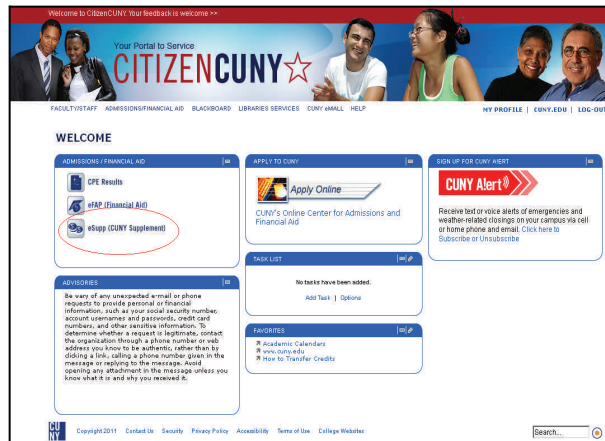 Welcome to CitizenCUNY. Your feedback is welcome >>
Your Portal to Service
CITIZENCUNY
FACULTY/STAFF ADMISSIONS/FINANCIAL AID BLACKBOARD LIBRARIES SERVICES CUNY eMALL HELP
MY PROFILE | CUNY.EDU | LOG-OUT
WELCOME
ADMISSIONS / FINANCIAL AID
CPE Results
eFAP (Financial Aid)
eSupp (CUNY Supplement)
APPLY TO CUNY
Apply Online
CUNY's Online Center for Admissions and
Financial Aid
SIGN UP FOR CUNY ALERT
CUNY Alert
Receive text or voice alerts of emergencies and
weather-related closings on your campus via cell
or home phone and email. Click here to
Subscribe or Unsubscribe
TASK LIST
No tasks have been added.
Add Task | Options
ADVISORIES
Be vary of any unexpected e-mail or phone
requests to provide personal or financial
information, such as your social security number,
account usernames and passwords, credit card
numbers, and other sensitive information. To
determine whether a request is legitimate, contact
the organization through a phone number or web
address you know to be authentic, rather than by
clicking a link, calling a phone number given in the
message or replying to the message. Avoid
opening any attachment in the message unless you
know what it is and why you received it.
FAVORITES
Academic Calendars
www.cuny.edu
How to Transfer Credits
CU
NY
Copyright 2011 Contact Us Security Privacy Policy Accessibility Terms of Use College Websites
Search...